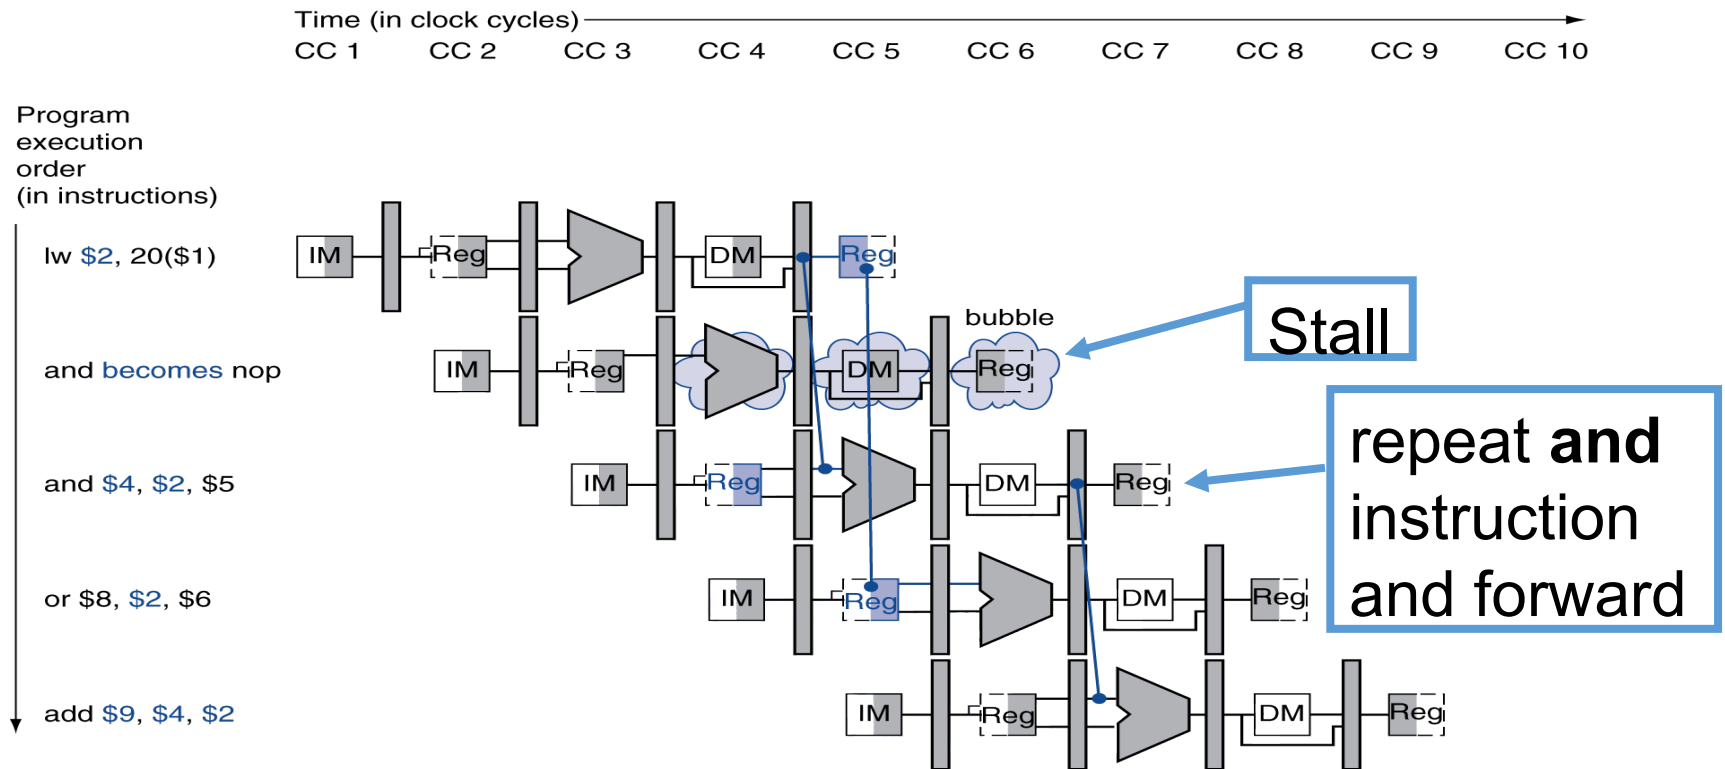 Time (in clock cycles)
CC 1 CC 2 CC 3 CC 4 CC 5 CC 6 CC 7 CC 8 CC 9 CC 10
Program
execution
order
(in instructions)
lw $2, 20($1)
IM Reg DM Reg
bubble
Stall
and becomes nop
IM Reg DM Reg
repeat and
instruction
and forward
and $4, $2, $5
IM Reg DM Reg
or $8, $2, $6
IM Reg DM Reg
add $9, $4, $2
IM Reg DM Reg